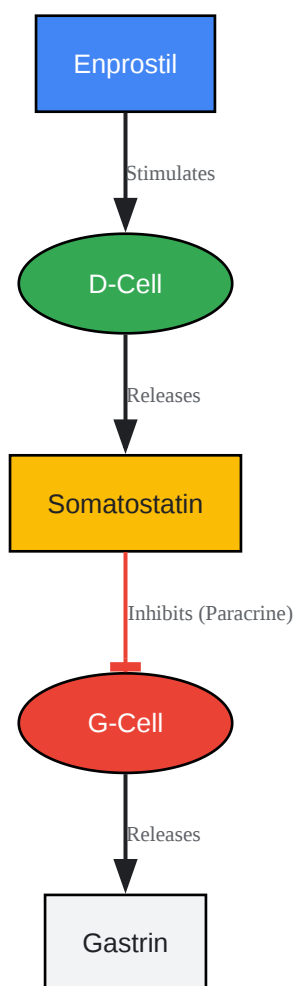 Enprostil
Stimulates
D-Cell
Releases
Somatostatin
Inhibits (Paracrine)
G-Cell
Releases
Gastrin